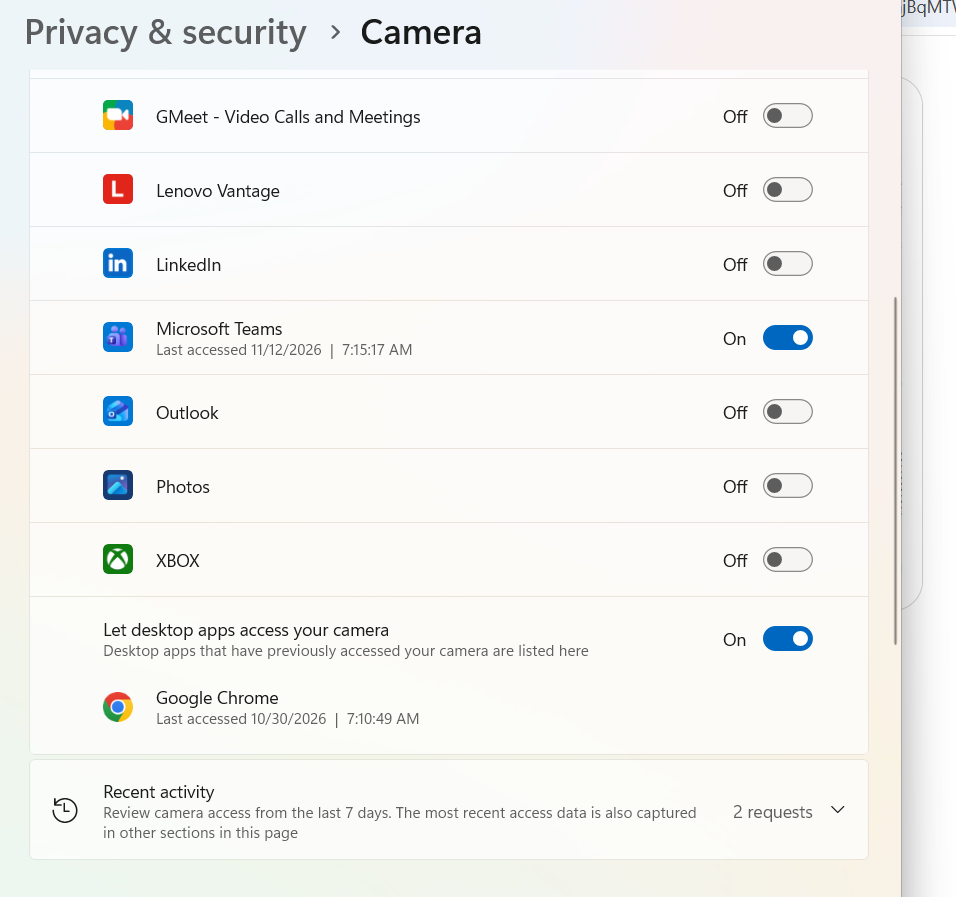 Privacy & security > Camera
GMeet - Video Calls and Meetings Off
Lenovo Vantage Off
LinkedIn Off
Microsoft Teams
Last accessed 11/12/2026 | 7:15:17 AM On
Outlook Off
Photos Off
XBOX Off
Let desktop apps access your camera
Desktop apps that have previously accessed your camera are listed here On
Google Chrome
Last accessed 10/30/2026 | 7:10:49 AM
Recent activity
Review camera access from the last 7 days. The most recent access data is also captured
in other sections in this page 2 requests